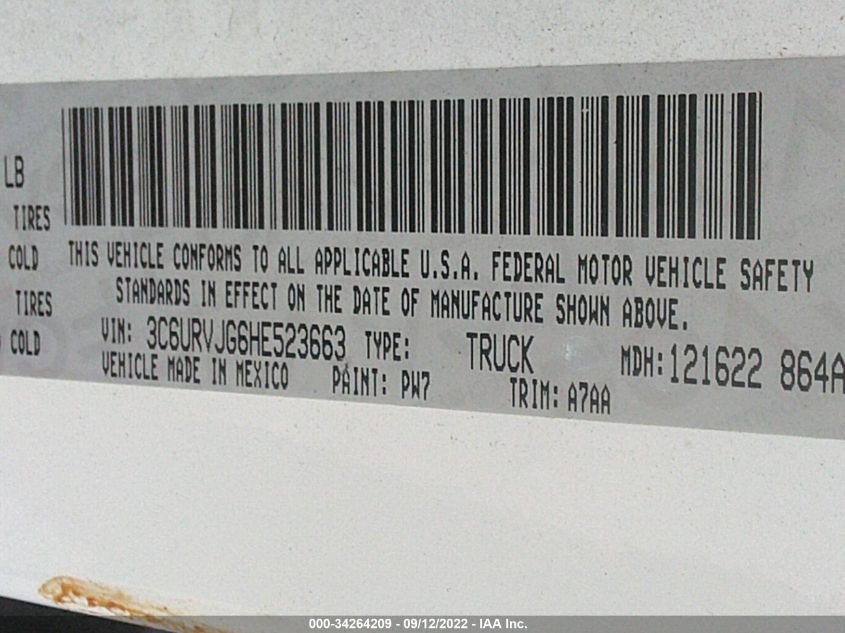 LB
TIRES
COLD
TIRES
COLD
THIS VEHICLE CONFORMS TO ALL APPLICABLE U.S.A. FEDERAL MOTOR VEHICLE SAFETY
STANDARDS IN EFFECT ON THE DATE OF MANUFACTURE SHOWN ABOVE.
VIN: 3C6URVJG6HE523663 TYPE: TRUCK MDH: 121622 864A
VEHICLE MADE IN MEXICO PAINT: PW7 TRIM: A7AA
000-34264209 - 09/12/2022 - IAA Inc.